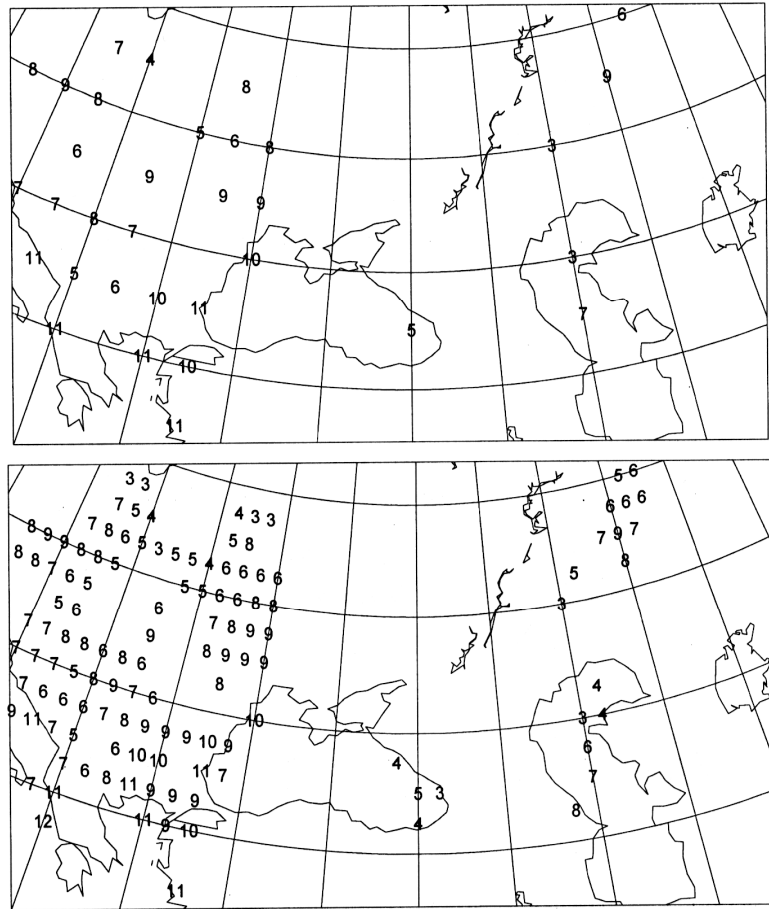 6
7 4
8 9 8 8 9
5 6 8 3
6
9
7 7 8 7 9 9
11 5 10 3
6 10 11 7
11 5
11 10
11
3 3 5 6
7 5 4 4 3 3 6 6 6
8 9 9 7 8 6 5 5 8 7 9 7
8 8 8 5 3 5 5 4 6 6 6 6 8
8 8 7 6 5 5 5 6 6 8 8 5 3
5 6 6
7 7 8 8 6 8 6 9 7 8 9 9
7 7 7 5 8 9 7 6 8 9 9 9
7 6 6 6 8 4
9 11 7 5 7 8 9 9 9 10 9 10 3 4
6 10 10 6
7 6 8 11 9 9 9 11 7 4 7
7 11 5 3 8
12 11 9 10 4
11